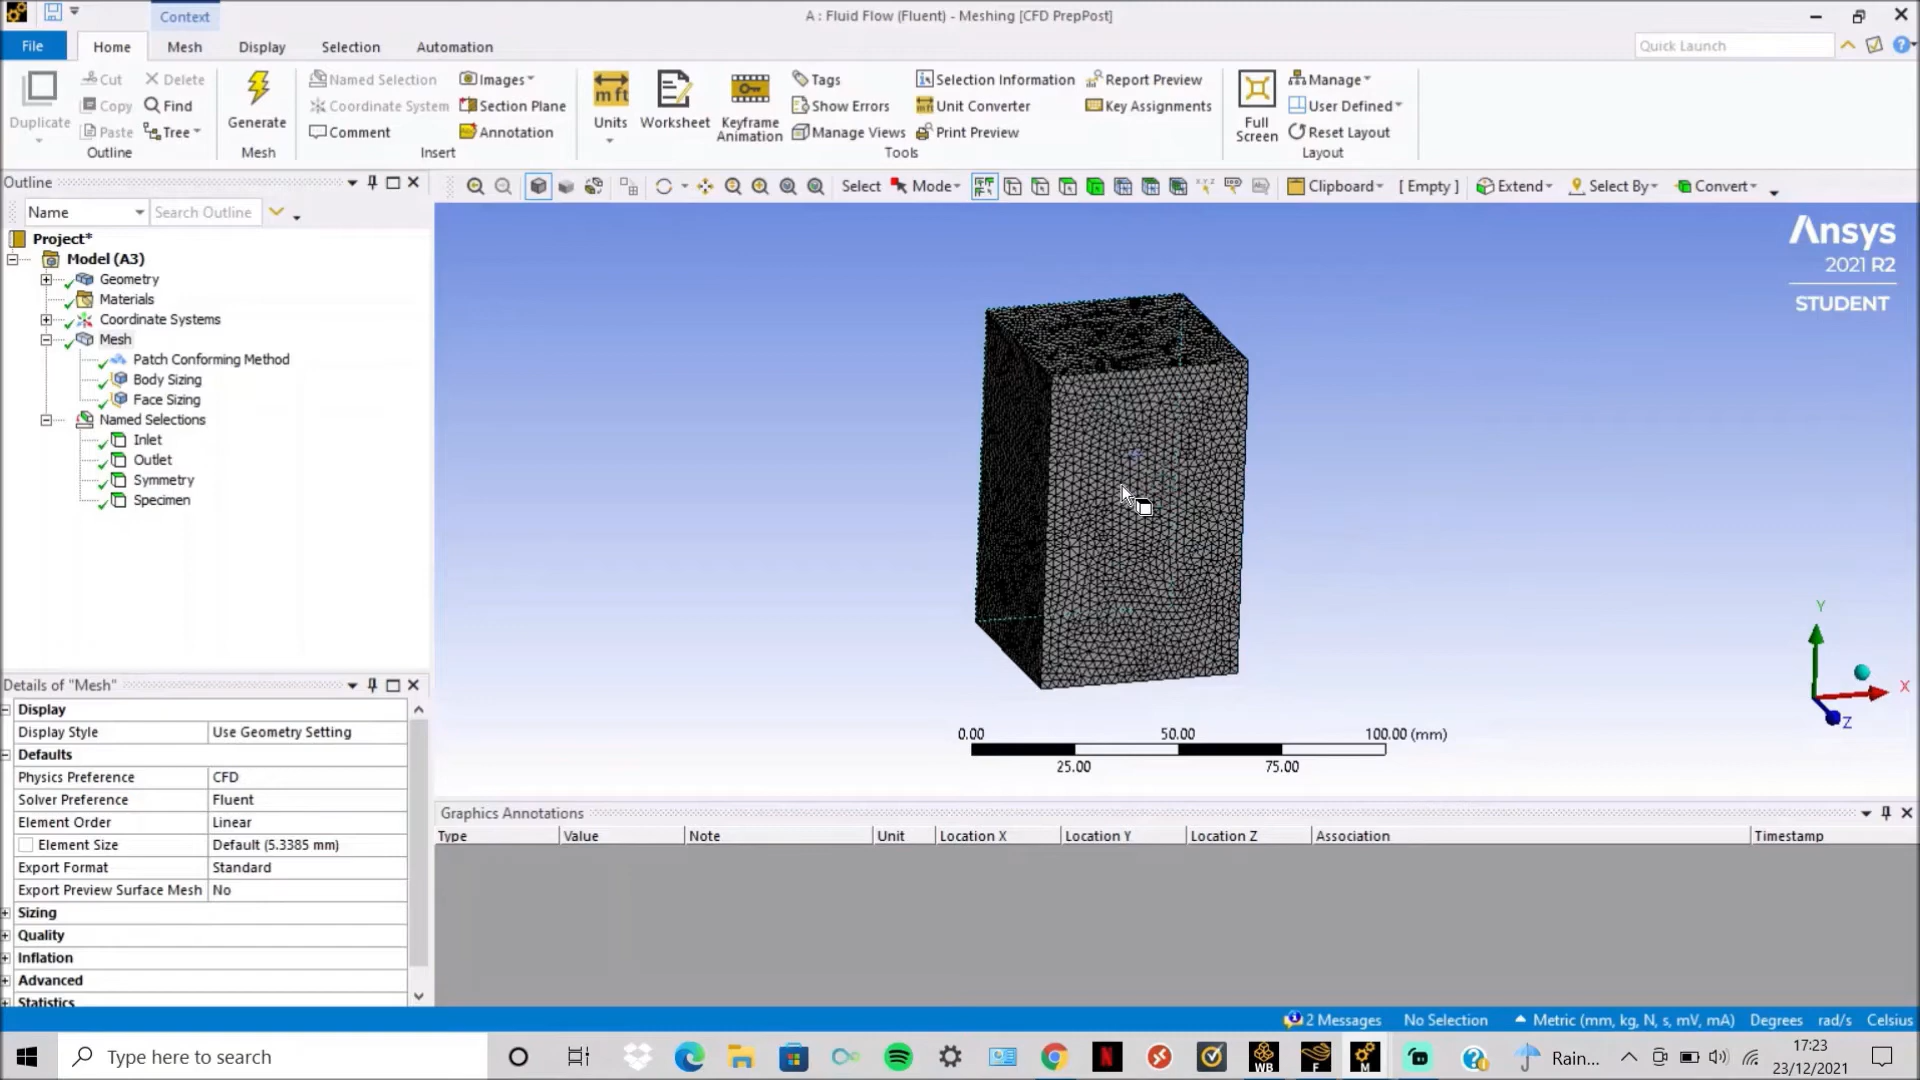 Context
A : Fluid Flow (Fluent) - Meshing [CFD PrepPost]
File Home Mesh Display Selection Automation
Quick Launch
Duplicate
Cut
Copy
Paste
Delete
Find
Tree
Outline
Generate
Mesh
Named Selection
Coordinate System
Comment
Images
Section Plane
Annotation
Insert
m ft
Units
Worksheet
Keyframe
Animation
Tags
Show Errors
Manage Views
Selection Information
Unit Converter
Print Preview
Report Preview
Key Assignments
Tools
Full
Screen
Manage
User Defined
Reset Layout
Layout
Outline
Select Mode Clipboard [ Empty ] Extend Select By Convert
Name
Search Outline
Project*
Model (A3)
Geometry
Materials
Coordinate Systems
Mesh
Patch Conforming Method
Body Sizing
Face Sizing
Named Selections
Inlet
Outlet
Symmetry
Specimen
Ansys
2021 R2
STUDENT
Y
X
Z
0.00 50.00 100.00 (mm)
25.00 75.00
Details of "Mesh"
Display
Display Style Use Geometry Setting
Defaults
Physics Preference CFD
Solver Preference Fluent
Element Order Linear
Element Size Default (5.3385 mm)
Export Format Standard
Export Preview Surface Mesh No
Sizing
Quality
Inflation
Advanced
Statistics
Graphics Annotations
Type Value Note Unit Location X Location Y Location Z Association Timestamp
2 Messages No Selection Metric (mm, kg, N, s, mV, mA) Degrees rad/s Celsius
Type here to search
WB
F
M
Rain...
17:23
23/12/2021